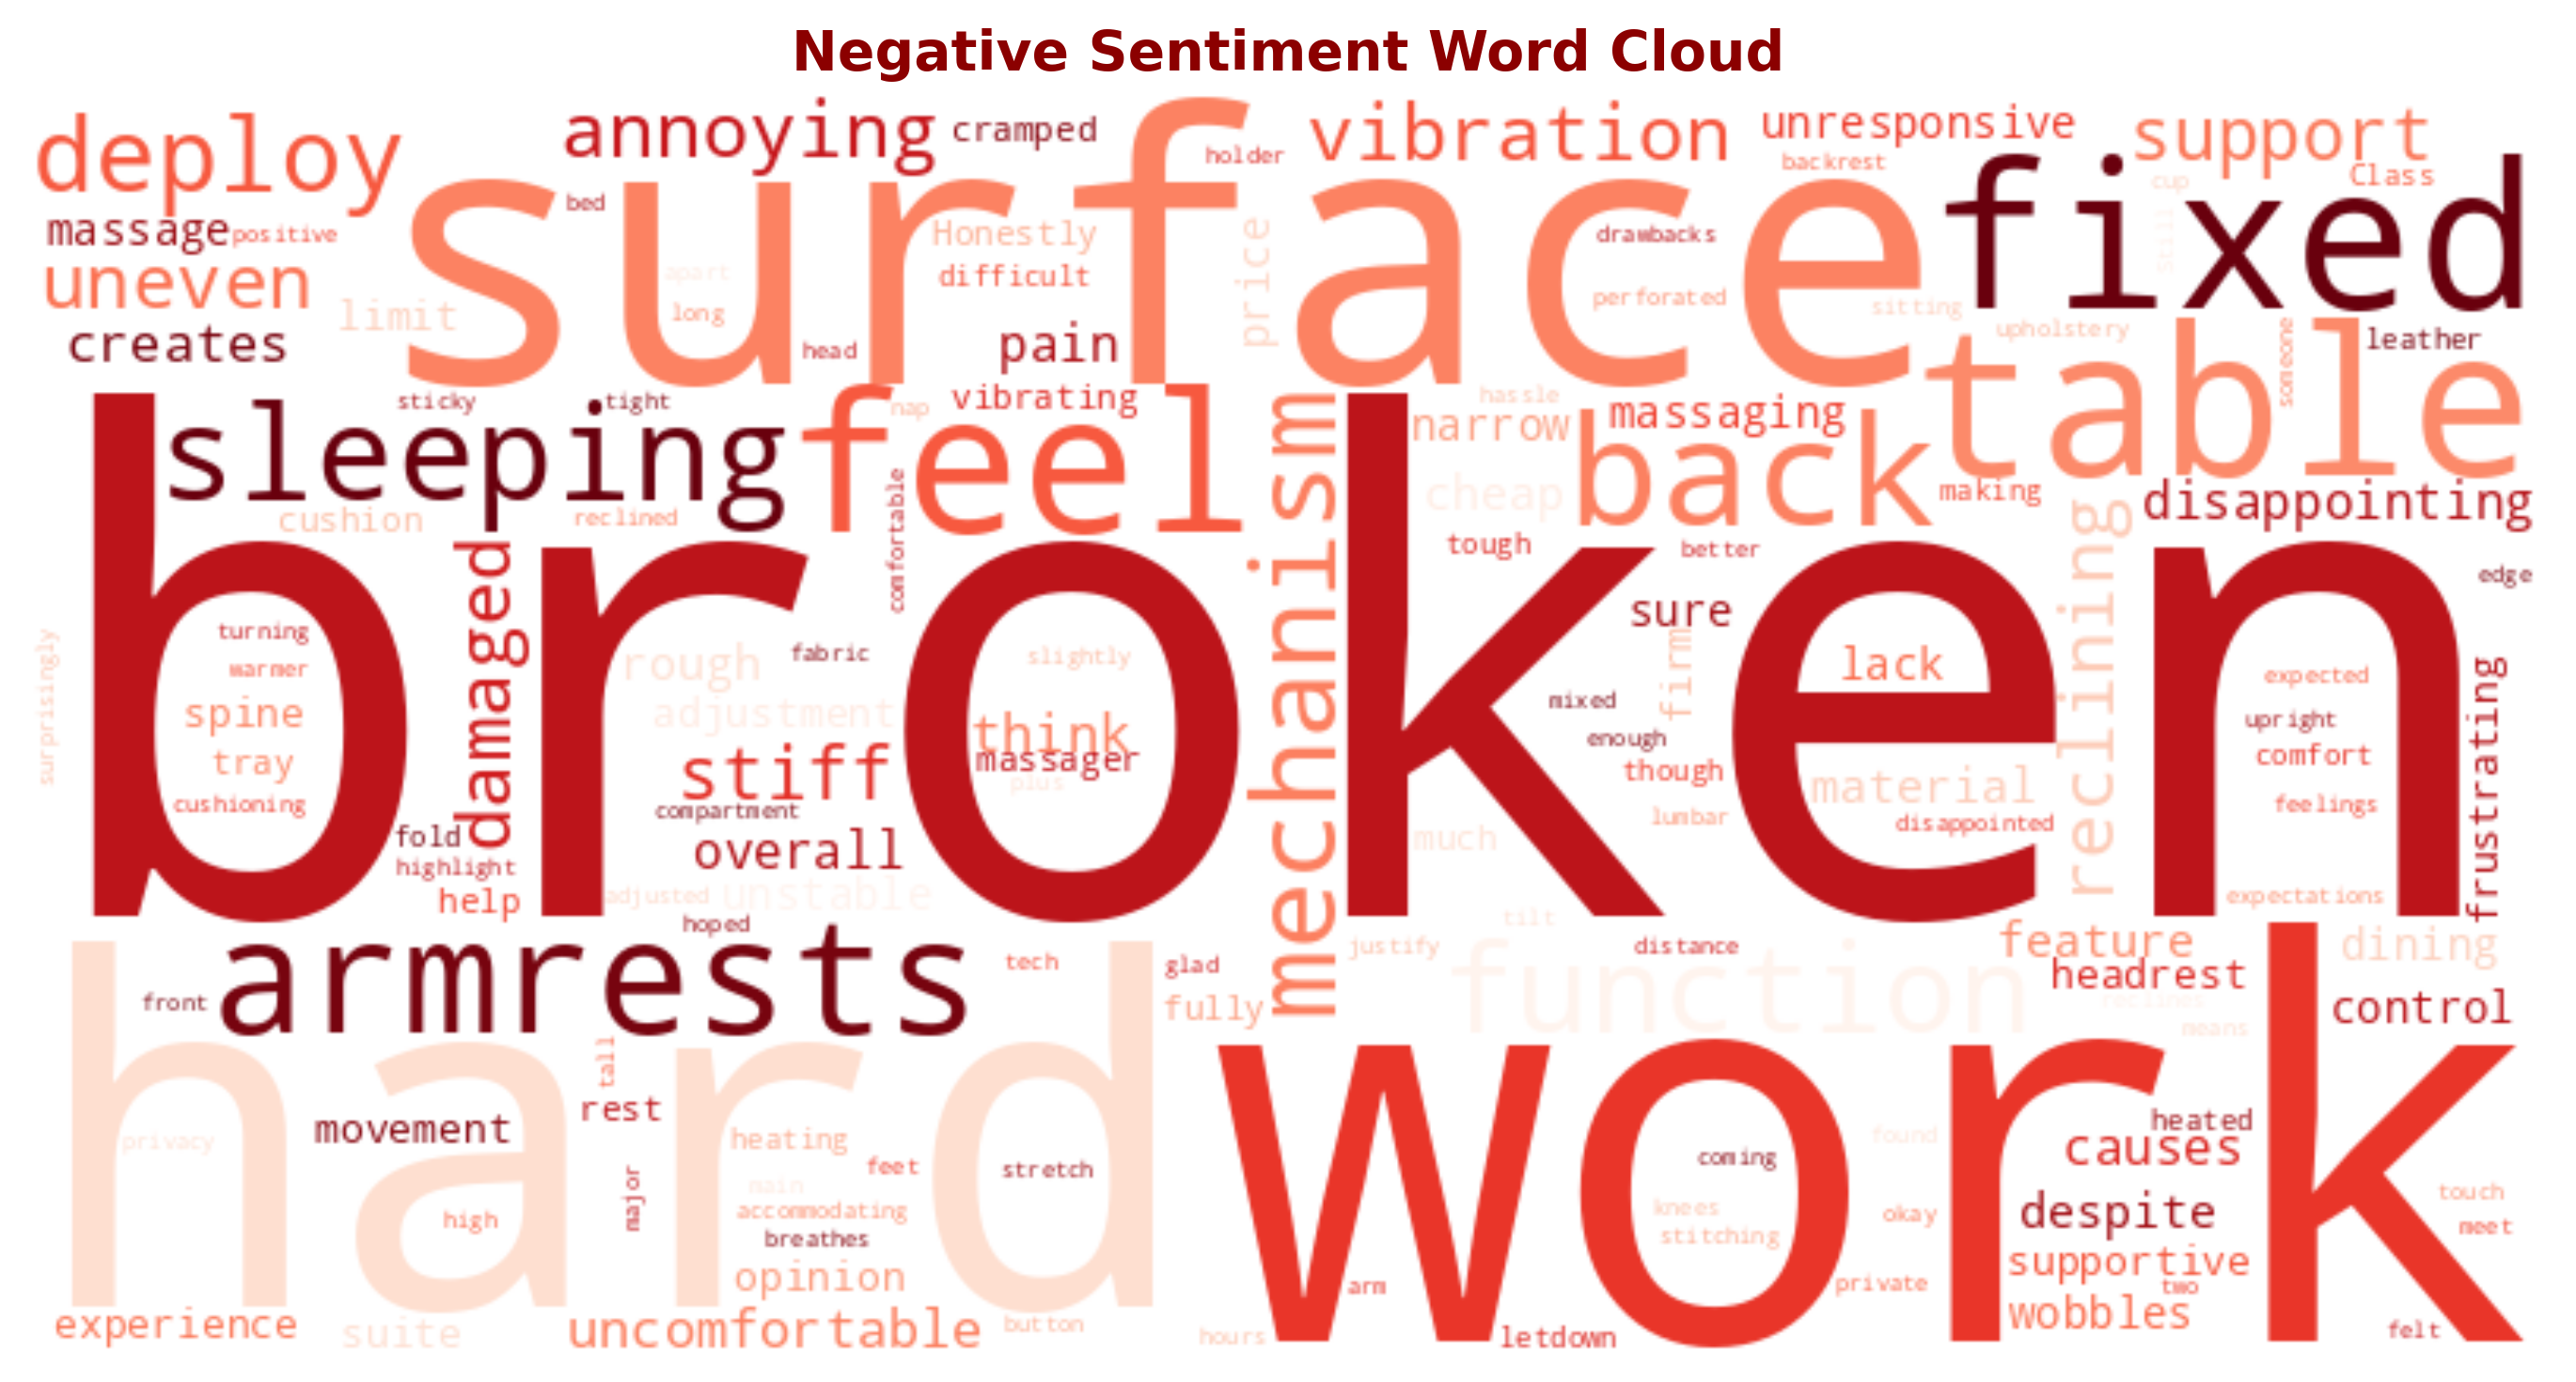 Negative Sentiment Word Cloud
deploy
annoying
cramped
holder
vibration
unresponsive
backrest
support
Class
cup
Still
massage
positive
bed
surface
Honestly
price
drawbacks
fixed
uneven
apart
difficult
limit
long
perforated
sitting
creates
head
pain
upholstery
table
someone
leather
sticky
tight
sleeping
feel
nap
vibrating
hassle
narrow
massaging
back
cheap
making
disappointing
cushion
reclined
comfortable
mechanism
tough
better
reclining
edge
broken
damaged
surprisingly
turning
warmer
spine
tray
cushioning
rough
fabric
adjustment
slightly
think
massager
plus
stiff
compartment
overall
sure
firm
lack
mixed
enough
though
material
lumbar
disappointed
much
expected
upright
comfort
feelings
frustrating
expectations
fold
highlight
help
adjusted
unstable
hoped
tilt
armrests
tech
glad
justify
distance
function
feature
dining
headrest
reclines
front
fully
control
means
hard
work
tall
rest
movement
privacy
heating
feet
stretch
major
main
high
accommodating
breathes
opinion
coming
found
heated
causes
knees
okay
despite
stitching
touch
meet
supportive
arm
private
two
wobbles
experience
suite
uncomfortable
button
hours
letdown
felt